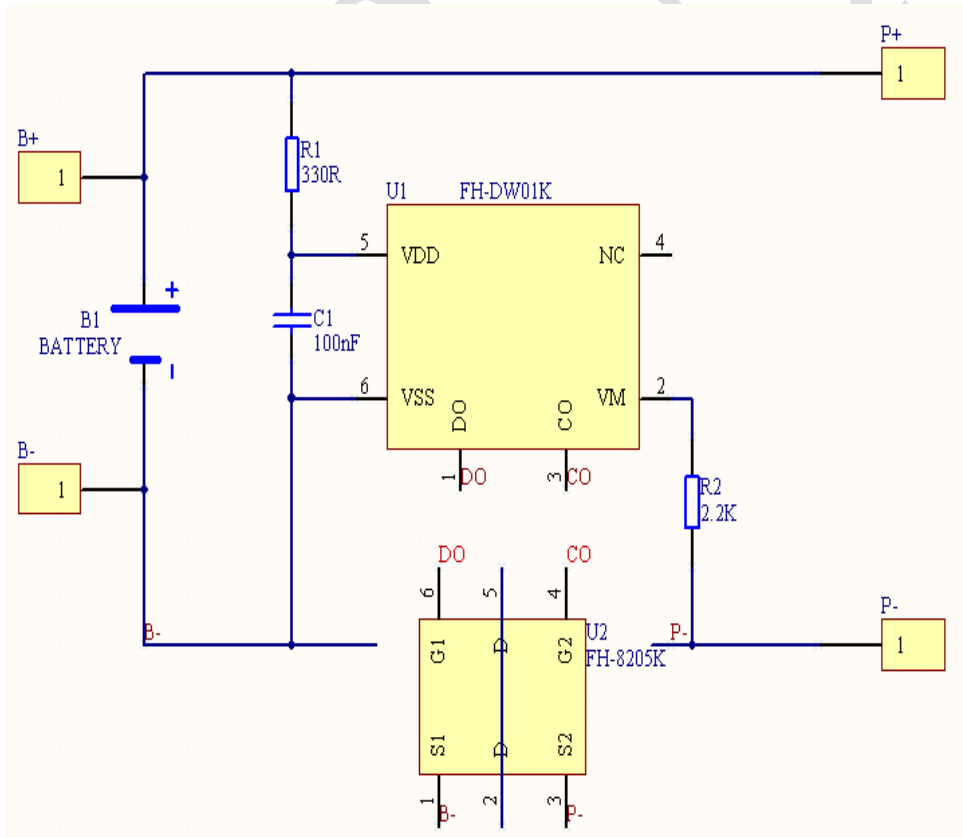 P+
1
B+
1
R1
330R
U1 FH-DW01K
5 VDD
NC 4
+
B1
BATTERY
-
C1
100nF
6 VSS
VM 2
DO
CO
1 DO
3 CO
B-
1
R2
2.2K
DO
CO
6
5
4
B-
G1
D
G2
U2
FH-8205K
P-
P-
1
S1
D
S2
1
B-
2
3
P-